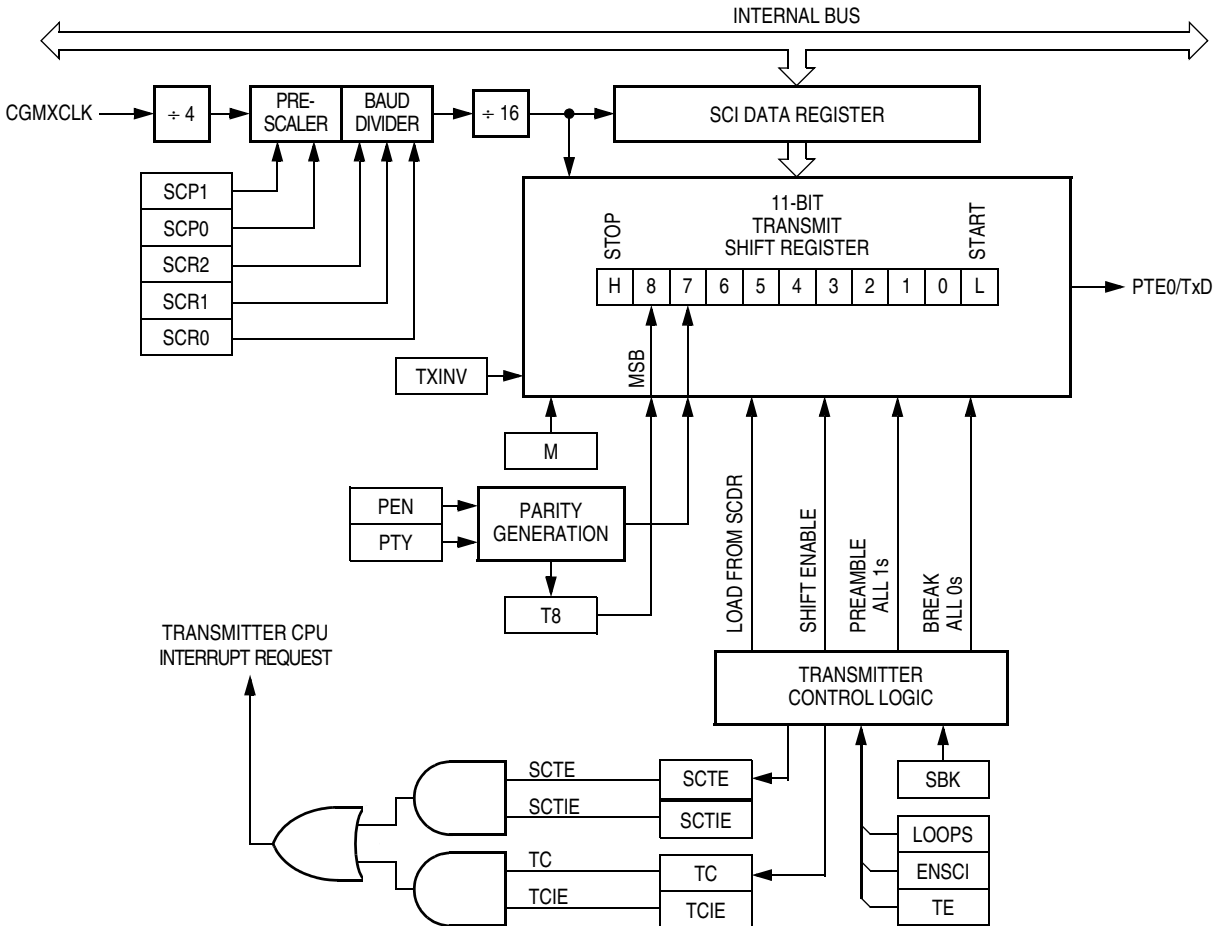 INTERNAL BUS
CGMXCLK
÷ 4
PRE-
SCALER
BAUD
DIVIDER
÷ 16
SCI DATA REGISTER
SCP1
SCP0
SCR2
SCR1
SCR0
11-BIT
TRANSMIT
SHIFT REGISTER
STOP
START
H 8 7 6 5 4 3 2 1 0 L
PTE0/TxD
TXINV
MSB
M
PEN
PTY
PARITY
GENERATION
T8
LOAD FROM SCDR
SHIFT ENABLE
PREAMBLE
ALL 1s
BREAK
ALL 0s
TRANSMITTER CPU
INTERRUPT REQUEST
TRANSMITTER
CONTROL LOGIC
SCTE
SCTIE
TC
TCIE
SCTE
SCTIE
TC
TCIE
SBK
LOOPS
ENSCI
TE